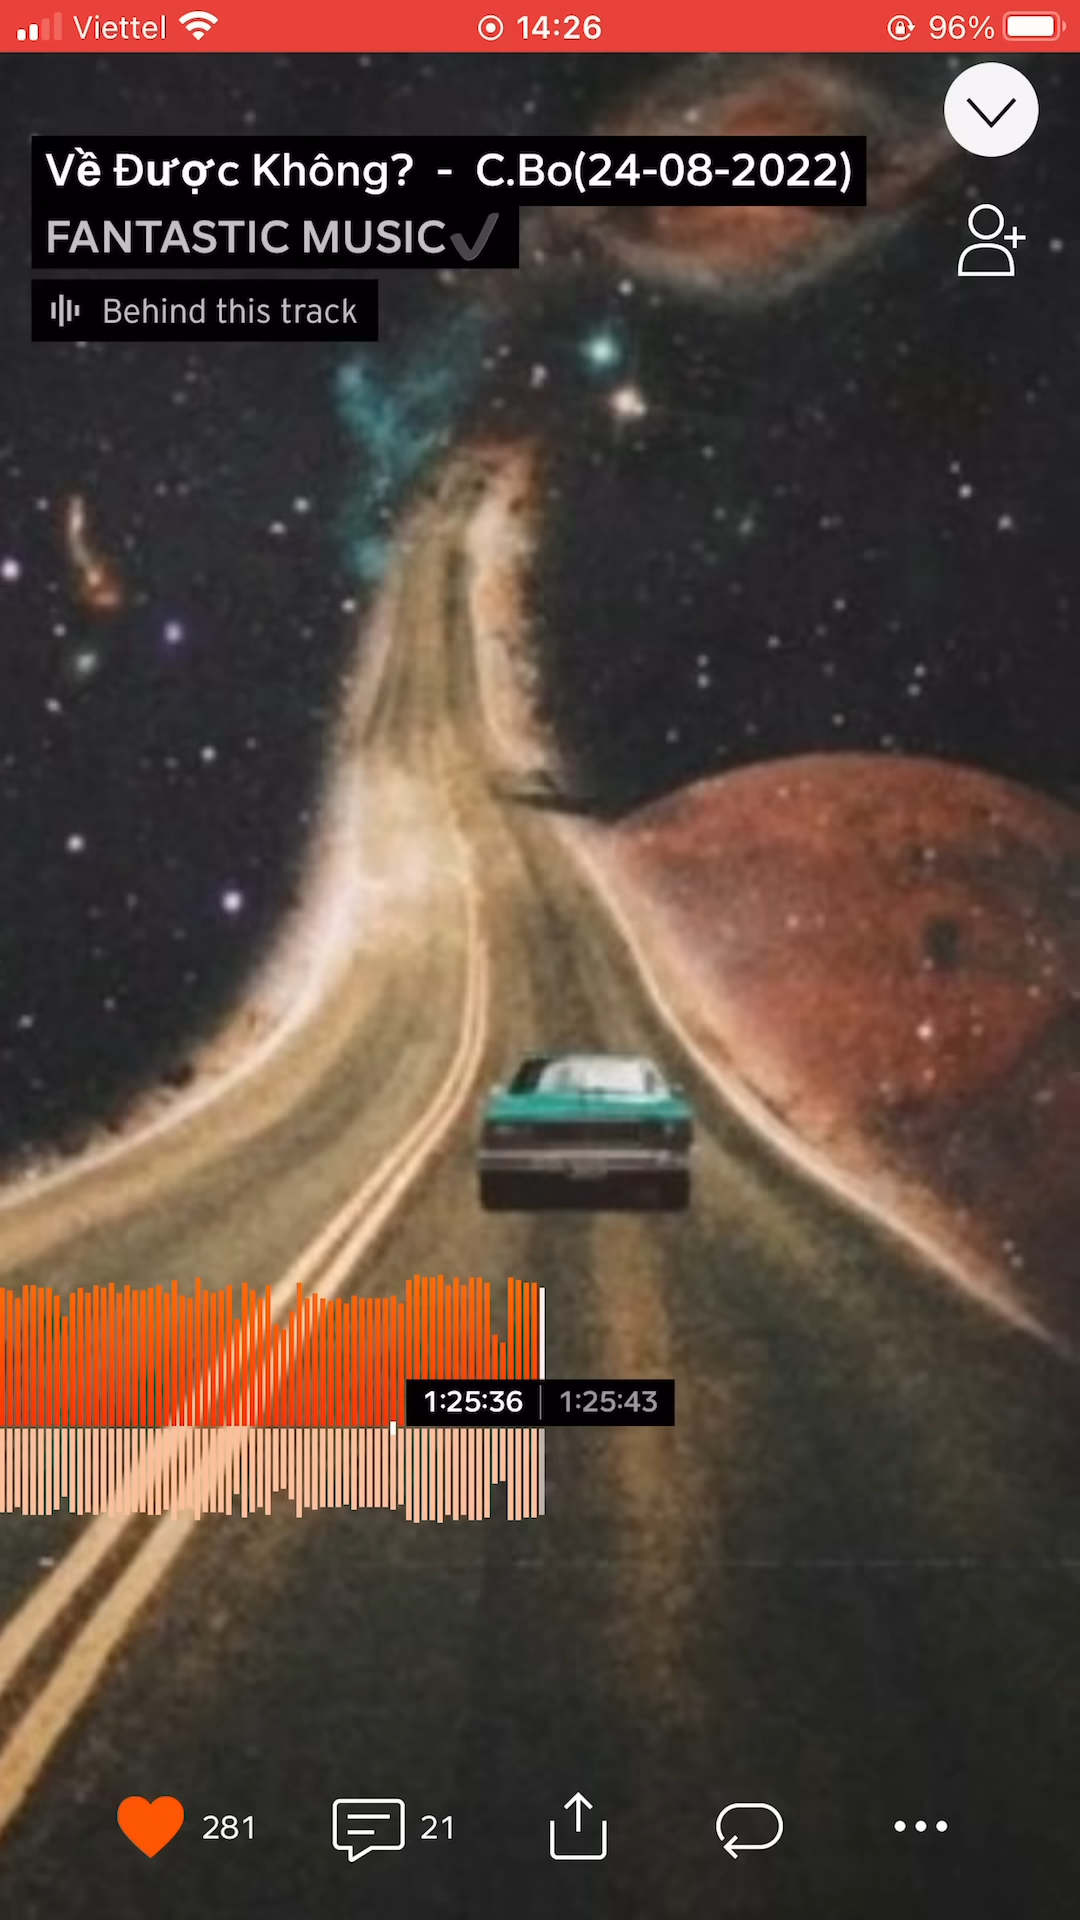 Viettel 14:26 96%
Về Được Không? - C.Bo(24-08-2022)
FANTASTIC MUSIC✓
Behind this track
1:25:36 | 1:25:43
281 21